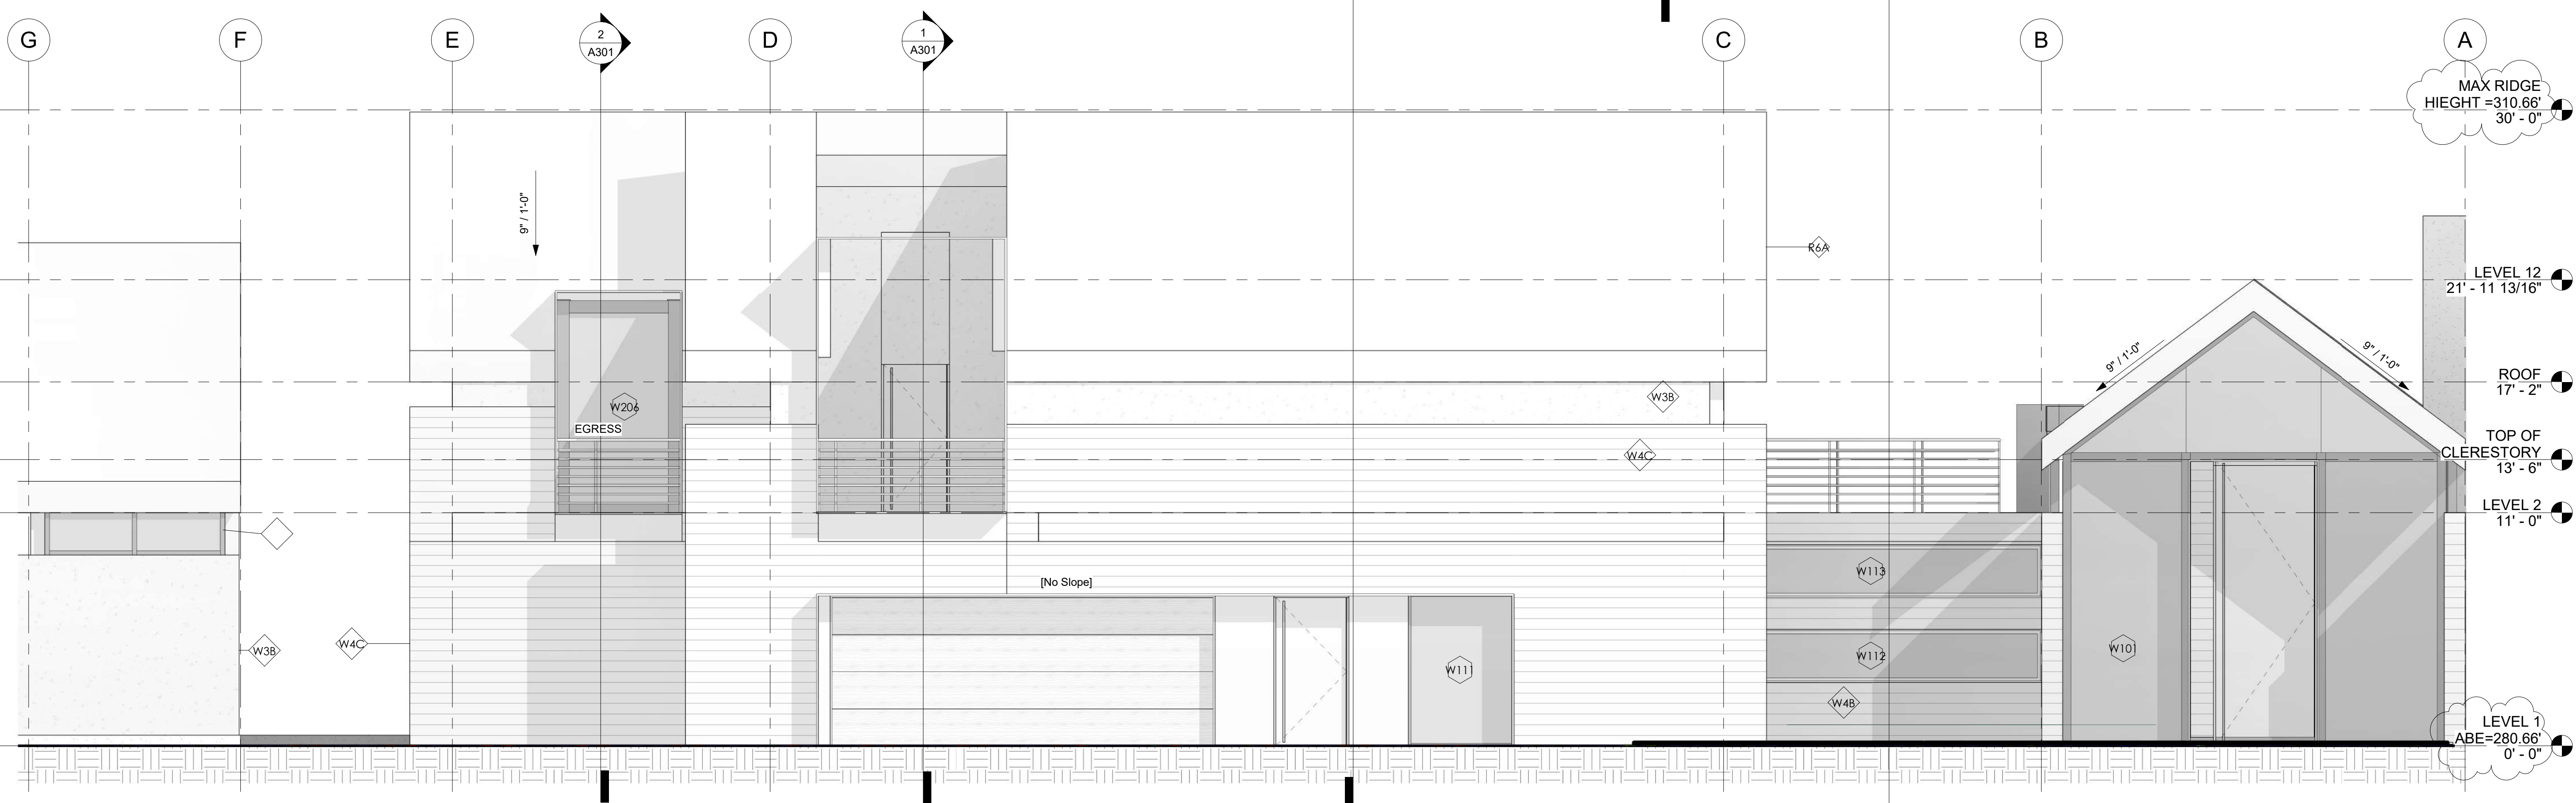 G
F
E
2
A301
D
1
A301
C
B
A
MAX RIDGE
HIEGHT =310.66'
30' - 0"
9" / 1'-0"
R6A
LEVEL 12
21' - 11 13/16"
9" / 1'-0"
9" / 1'-0"
ROOF
17' - 2"
W206
W3B
EGRESS
W4C
TOP OF
CLERESTORY
13' - 6"
LEVEL 2
11' - 0"
[No Slope]
W113
W3B
W4C
W111
W112
W101
W4B
LEVEL 1
ABE=280.66'
0' - 0"